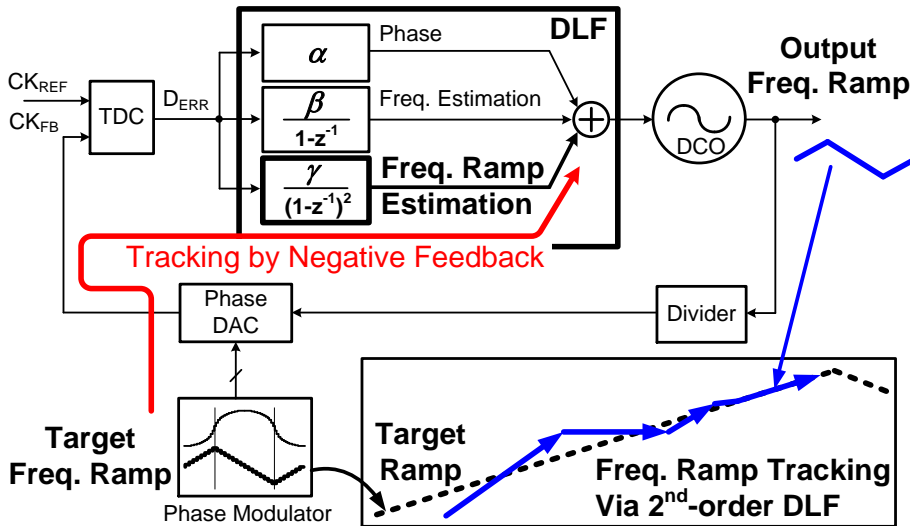 DLF
Phase
α
Output
Freq. Ramp
CK_REF
CK_FB
TDC
D_ERR
β
1-z⁻¹
Freq. Estimation
+
DCO
γ
(1-z⁻¹)²
Freq. Ramp
Estimation
Tracking by Negative Feedback
Phase
DAC
Divider
Target
Freq. Ramp
Phase Modulator
Target
Ramp
Freq. Ramp Tracking
Via 2ⁿᵈ-order DLF